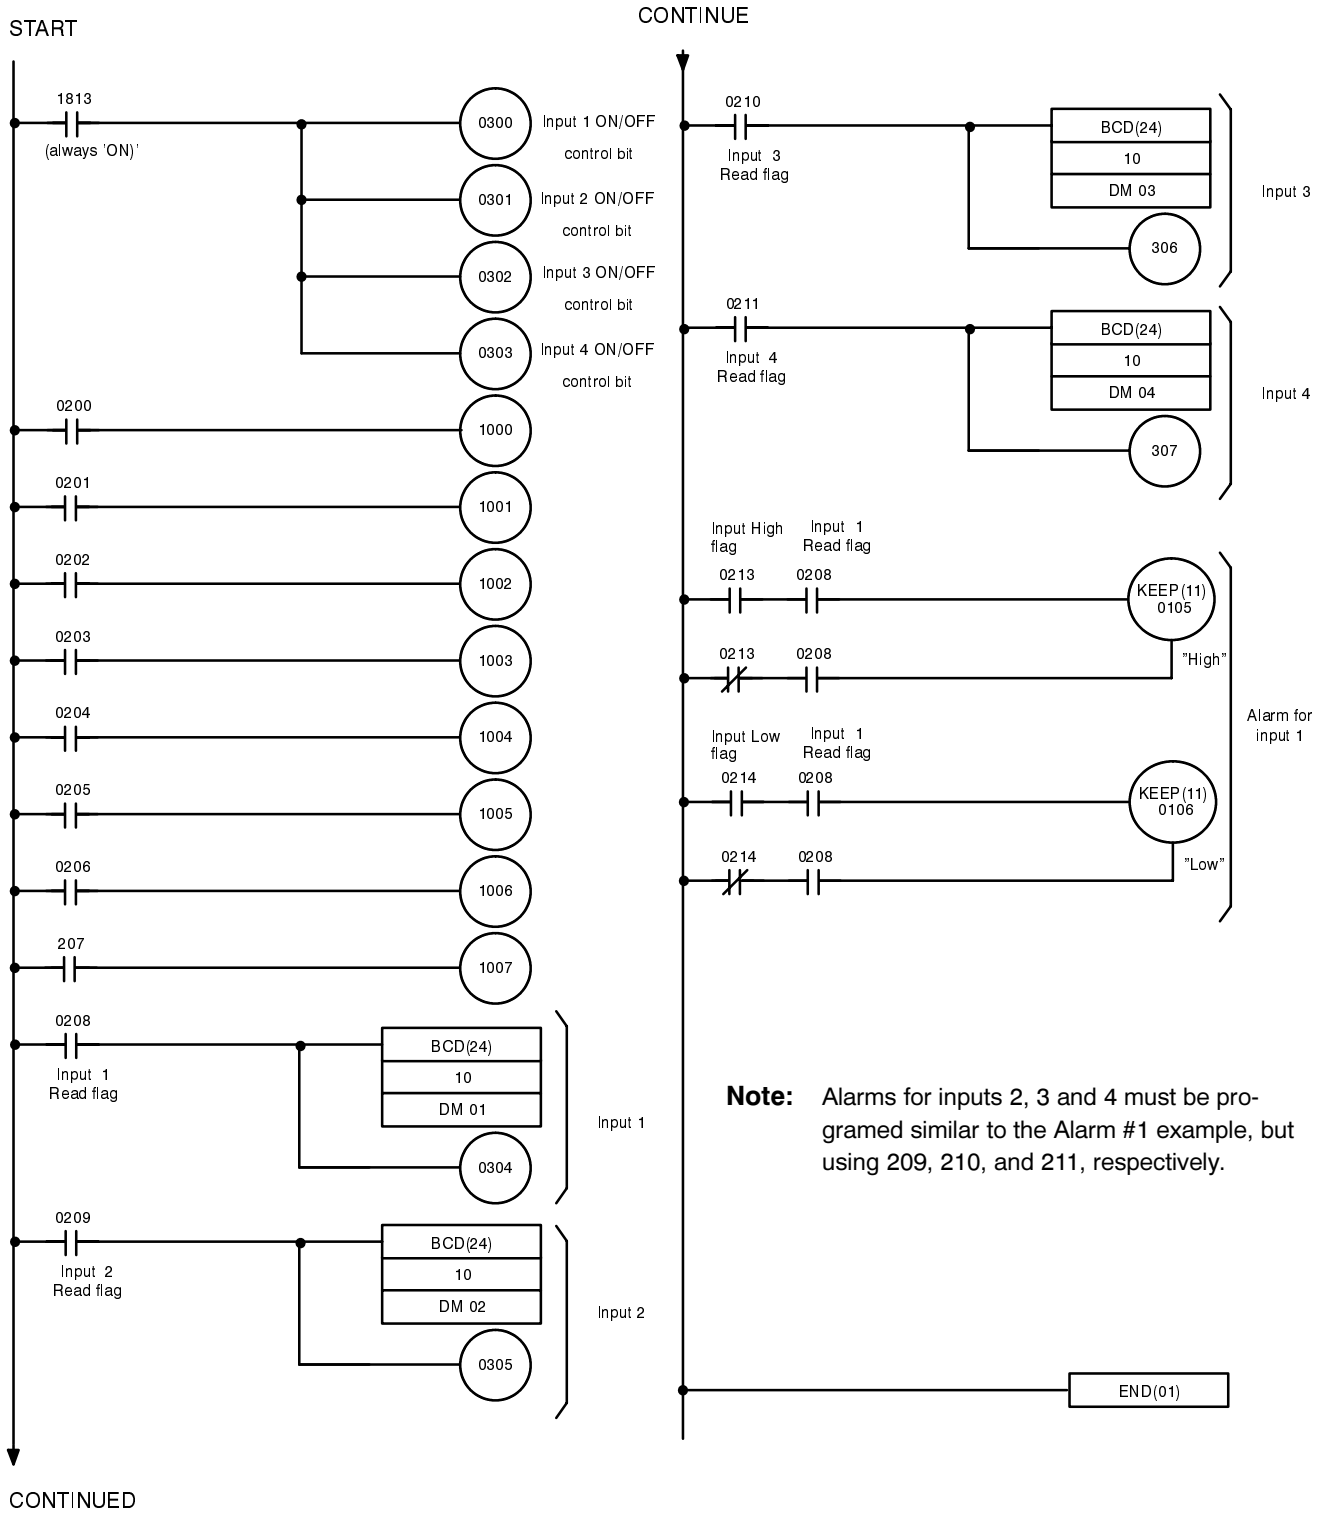 START
1813
(always 'ON)'
0300
Input 1 ON/OFF
control bit
0301
Input 2 ON/OFF
control bit
0302
Input 3 ON/OFF
control bit
0303
Input 4 ON/OFF
control bit
0200
1000
0201
1001
0202
1002
0203
1003
0204
1004
0205
1005
0206
1006
207
1007
0208
Input 1
Read flag
BCD(24)
10
DM 01
0304
Input 1
0209
Input 2
Read flag
BCD(24)
10
DM 02
0305
Input 2
CONTINUED
CONTINUE
0210
Input 3
Read flag
BCD(24)
10
DM 03
306
Input 3
0211
Input 4
Read flag
BCD(24)
10
DM 04
307
Input 4
Input High
flag
Input 1
Read flag
0213
0208
KEEP(11)
0105
0213
0208
"High"
Input Low
flag
Input 1
Read flag
0214
0208
KEEP(11)
0106
0214
0208
"Low"
Alarm for
input 1
Note: Alarms for inputs 2, 3 and 4 must be pro-
gramed similar to the Alarm #1 example, but
using 209, 210, and 211, respectively.
END(01)